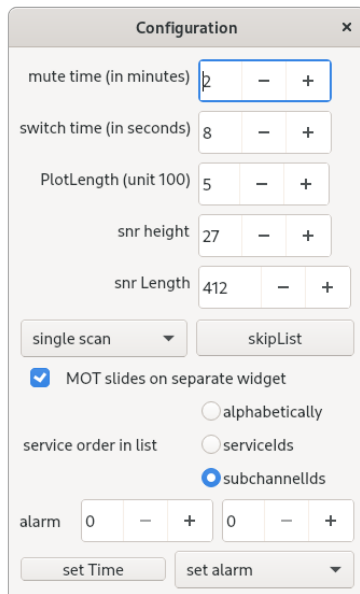 Configuration ×
mute time (in minutes) 2 − +
switch time (in seconds) 8 − +
PlotLength (unit 100) 5 − +
snr height 27 − +
snr Length 412 − +
single scan skipList
MOT slides on separate widget
alphabetically
service order in list serviceIds
subchannelIds
alarm 0 − + 0 − +
set Time set alarm